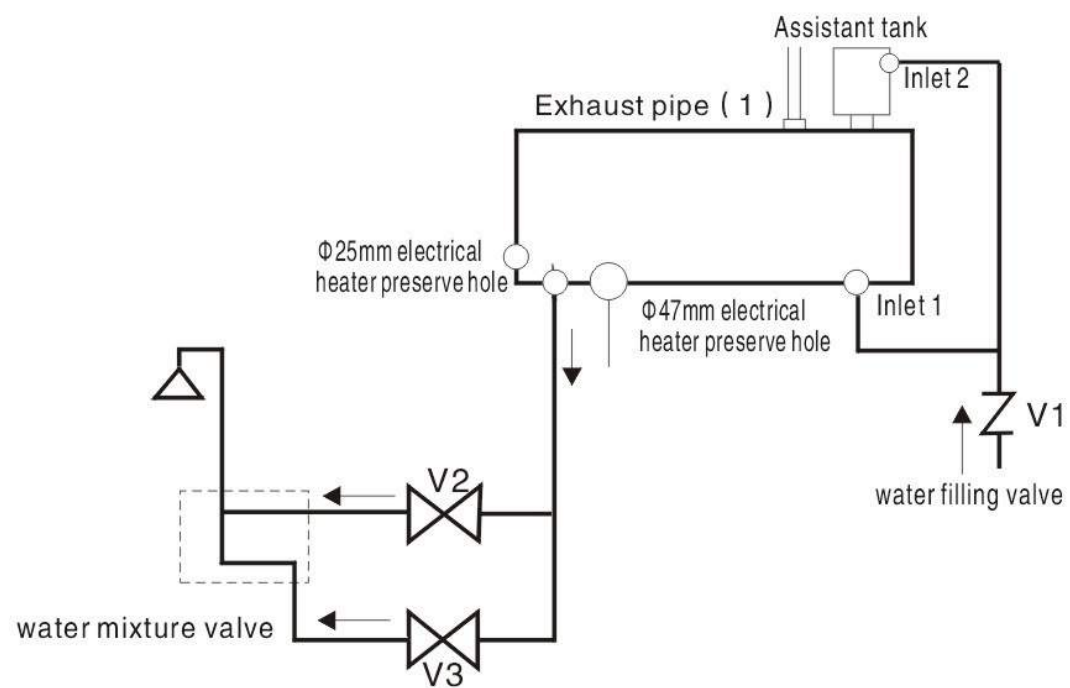 Assistant tank
Inlet 2
Exhaust pipe ( 1 )
Φ25mm electrical
heater preserve hole
Φ47mm electrical
heater preserve hole
Inlet 1
V1
water filling valve
V2
water mixture valve
V3